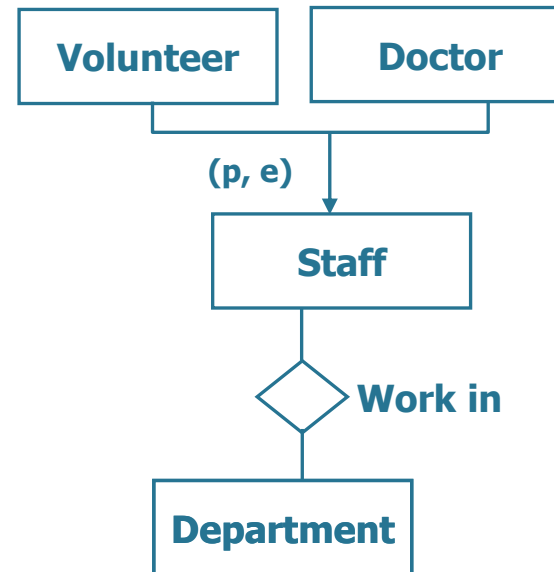 Volunteer
Doctor
(p, e)
Staff
Work in
Department